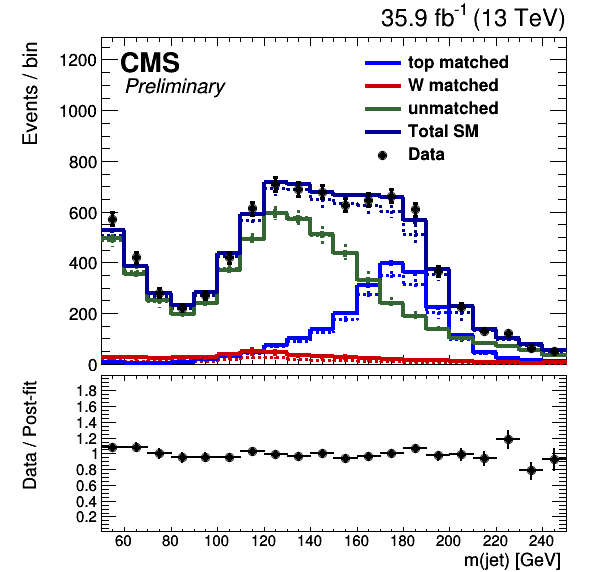 35.9 fb⁻¹ (13 TeV)
Events / bin
1200
1000
800
600
400
200
0
CMS
Preliminary
top matched
W matched
unmatched
Total SM
Data
Data / Post-fit
1.8
1.6
1.4
1.2
1
0.8
0.6
0.4
0.2
60 80 100 120 140 160 180 200 220 240
m(jet) [GeV]